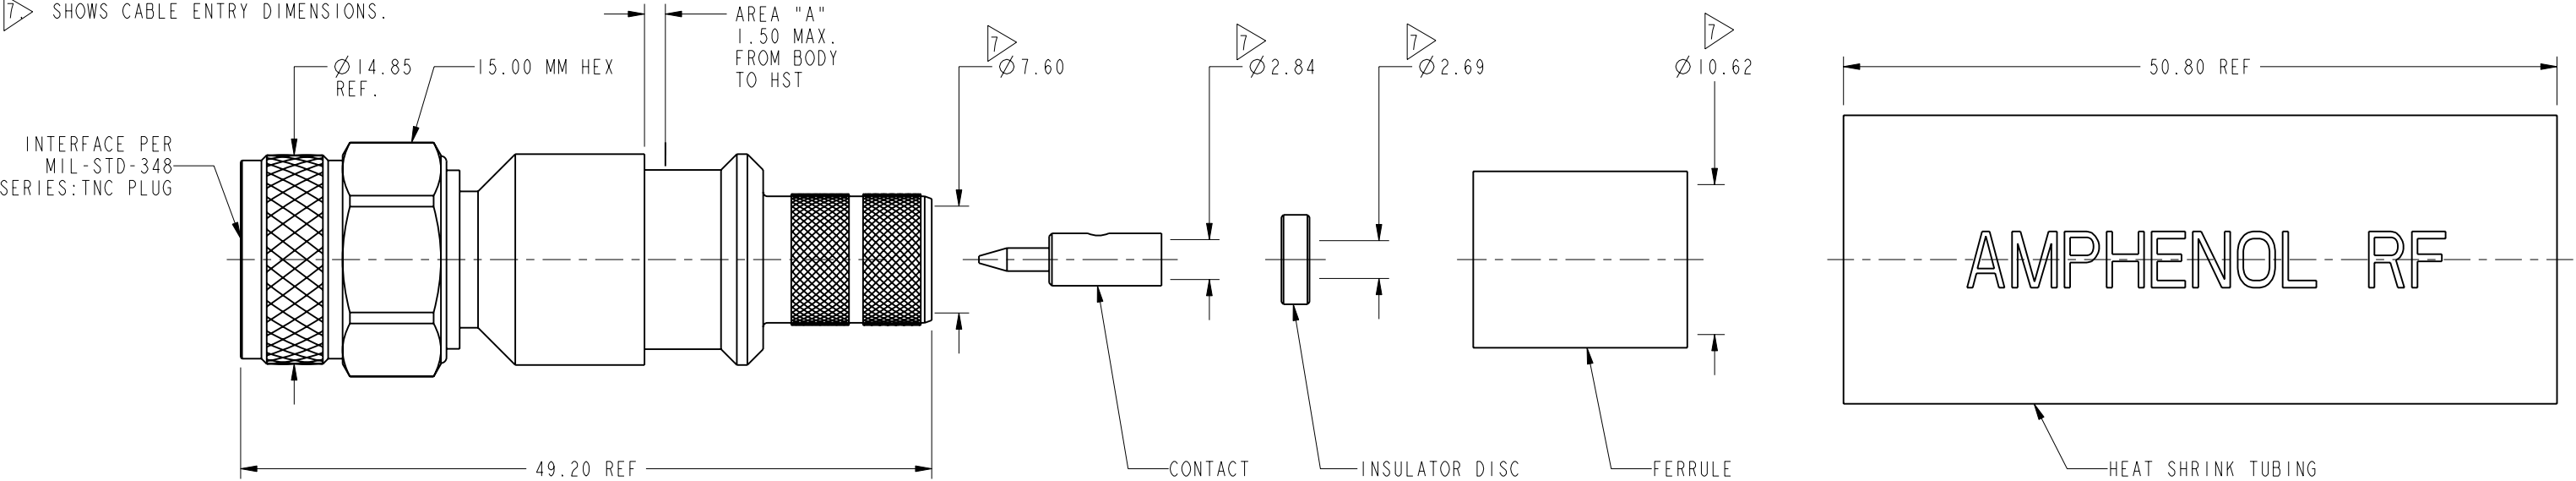 7. SHOWS CABLE ENTRY DIMENSIONS.
AREA "A"
1.50 MAX.
FROM BODY
TO HST
Ø14.85
REF.
15.00 MM HEX
INTERFACE PER
MIL-STD-348
SERIES:TNC PLUG
7
Ø7.60
7
Ø2.84
7
Ø2.69
7
Ø10.62
50.80 REF
AMPHENOL RF
49.20 REF
CONTACT
INSULATOR DISC
FERRULE
HEAT SHRINK TUBING